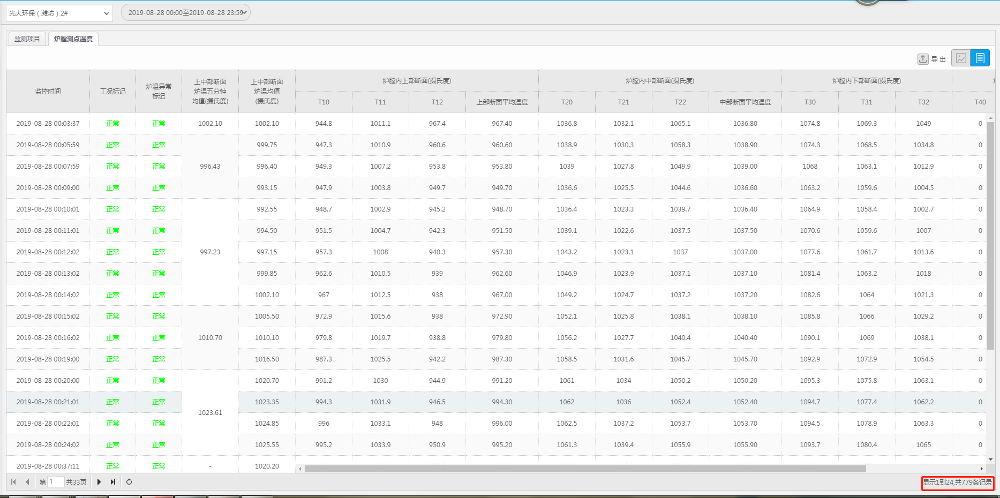 光大环保（潍坊）2#
2019-08-28 00:00至2019-08-28 23:59
监测项目 炉膛测点温度
导 出
监控时间 工况标记 炉温异常标记 上中部断面炉温五分钟均值(摄氏度) 上中部断面炉温均值(摄氏度) 炉膛内上部断面(摄氏度) 炉膛内中部断面(摄氏度) 炉膛内下部断面(摄氏度)
T10 T11 T12 上部断面平均温度 T20 T21 T22 中部断面平均温度 T30 T31 T32 T40
2019-08-28 00:03:37 正常 正常 1002.10 1002.10 944.8 1011.1 967.4 967.40 1036.8 1032.1 1065.1 1036.80 1074.8 1069.3 1049 0
2019-08-28 00:05:59 正常 正常 999.75 947.3 1010.9 960.6 960.60 1038.9 1030.3 1058.3 1038.90 1074.3 1068.5 1034.8 0
2019-08-28 00:07:59 正常 正常 996.43 996.40 949.3 1007.2 953.8 953.80 1039 1027.8 1049.9 1039.00 1068 1063.1 1012.9 0
2019-08-28 00:09:00 正常 正常 993.15 947.9 1003.8 949.7 949.70 1036.6 1025.5 1044.6 1036.60 1063.2 1059.6 1004.5 0
2019-08-28 00:10:01 正常 正常 992.55 948.7 1002.9 945.2 948.70 1036.4 1023.3 1039.7 1036.40 1064.9 1058.4 1002.7 0
2019-08-28 00:11:01 正常 正常 994.50 951.5 1004.7 942.3 951.50 1039.1 1022.6 1037.5 1037.50 1070.6 1059.6 1007 0
2019-08-28 00:12:02 正常 正常 997.23 997.15 957.3 1008 940.3 957.30 1043.2 1023.1 1037 1037.00 1077.6 1061.7 1013.6 0
2019-08-28 00:13:02 正常 正常 999.85 962.6 1010.5 939 962.60 1046.9 1023.9 1037.1 1037.10 1081.4 1063.2 1018 0
2019-08-28 00:14:02 正常 正常 1002.10 967 1012.5 938 967.00 1049.2 1024.7 1037.2 1037.20 1082.6 1064 1021.3 0
2019-08-28 00:15:02 正常 正常 1005.50 972.9 1015.6 938 972.90 1052.1 1025.8 1038.1 1038.10 1085.8 1066 1029.2 0
2019-08-28 00:16:02 正常 正常 1010.70 1010.10 979.8 1019.7 938.8 979.80 1056.2 1027.7 1040.4 1040.40 1090.1 1069 1038.1 0
2019-08-28 00:19:00 正常 正常 1016.50 987.3 1025.5 942.2 987.30 1058.5 1031.6 1045.7 1045.70 1092.9 1072.9 1054.5 0
2019-08-28 00:20:00 正常 正常 1020.70 991.2 1030 944.9 991.20 1061 1034 1050.2 1050.20 1095.3 1075.8 1063.1 0
2019-08-28 00:21:01 正常 正常 1023.35 994.3 1031.9 946.5 994.30 1062 1036 1052.4 1052.40 1094.7 1077.4 1062.2 0
1023.61
2019-08-28 00:22:01 正常 正常 1024.85 996 1033.1 948 996.00 1062.5 1037.2 1053.7 1053.70 1094.5 1078.9 1063.3 0
2019-08-28 00:24:02 正常 正常 1025.55 995.2 1033.9 950.9 995.20 1061.3 1039.4 1055.9 1055.90 1093.7 1080.4 1065 0
2019-08-28 00:37:11 正常 正常 - 1020.20
第 1 共33页
显示1到24,共779条记录